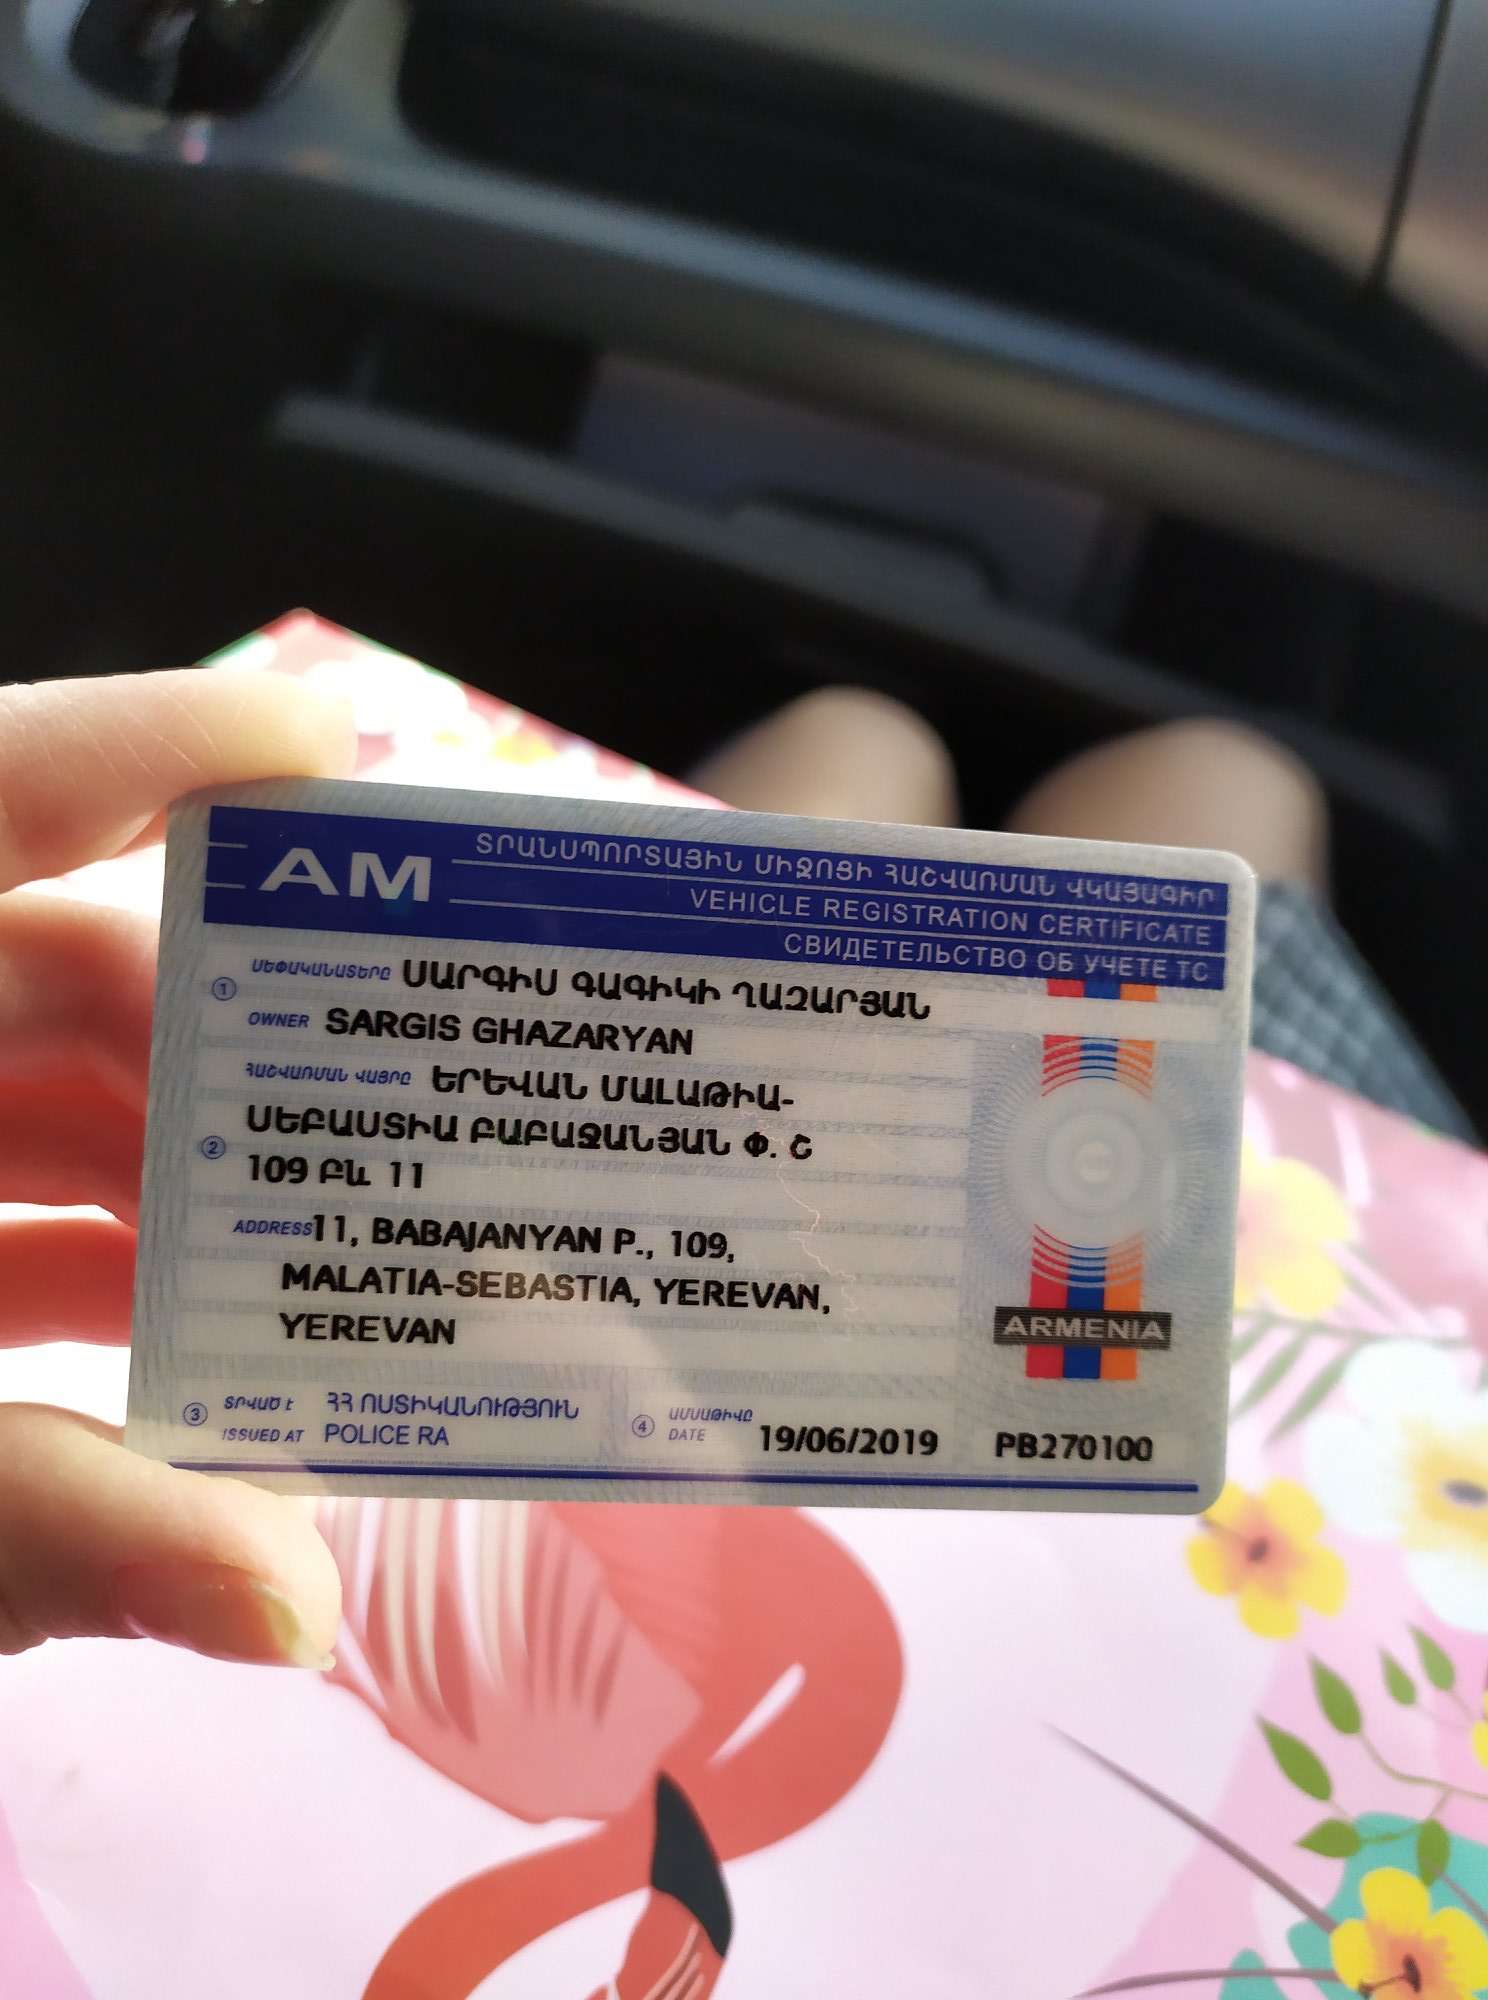 AM
ՏՐԱՆՍՊՈՐՏԱՅԻՆ ՄԻՋՈՑԻ ՀԱՇՎԱՌՄԱՆ ՎԿԱՅԱԳԻՐ
VEHICLE REGISTRATION CERTIFICATE
СВИДЕТЕЛЬСТВО ОБ УЧЕТЕ ТС
1 ՍԵՓԱԿԱՆԱՏԵՐԸ ՍԱՐԳԻՍ ԳԱԳԻԿԻ ՂԱԶԱՐՅԱՆ
OWNER SARGIS GHAZARYAN
2 ՀԱՇՎԱՌՄԱՆ ՎԱՅՐԸ ԵՐԵՎԱՆ ՄԱԼԱԹԻԱ-
ՍԵԲԱՍՏԻԱ ԲԱԲԱՋԱՆՅԱՆ Փ. Շ
109 Բև 11
ADDRESS 11, BABAJANYAN P., 109,
MALATIA-SEBASTIA, YEREVAN,
YEREVAN
ARMENIA
3 ՏՐՎԱԾ Է ՀՀ ՈՍՏԻԿԱՆՈՒԹՅՈՒՆ
ISSUED AT POLICE RA
4 ԱՄՍԱԹԻՎԸ
DATE 19/06/2019
PB270100